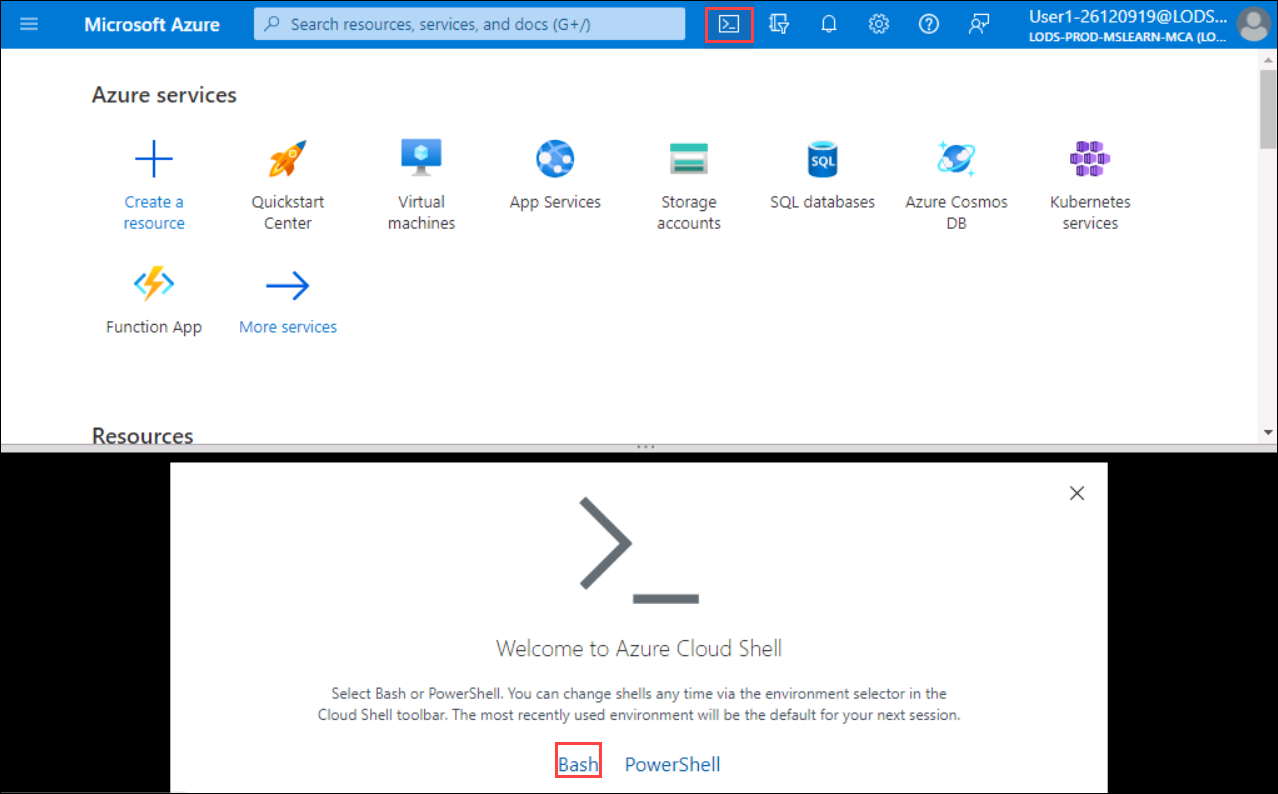 Microsoft Azure
Search resources, services, and docs (G+/)
User1-26120919@LODS...
LODS-PROD-MSLEARN-MCA (LO...
Azure services
Create a
resource
Quickstart
Center
Virtual
machines
App Services
Storage
accounts
SQL
SQL databases
Azure Cosmos
DB
Kubernetes
services
Function App
More services
Resources
Welcome to Azure Cloud Shell
Select Bash or PowerShell. You can change shells any time via the environment selector in the
Cloud Shell toolbar. The most recently used environment will be the default for your next session.
Bash
PowerShell